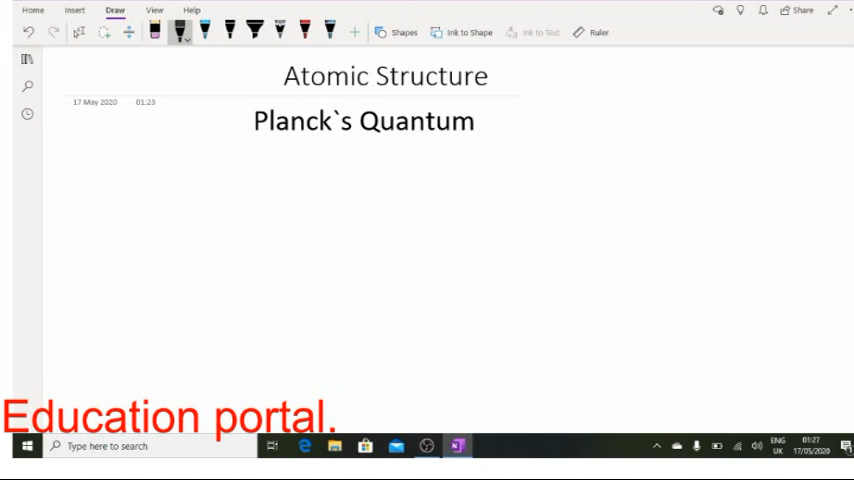 Home Insert Draw View Help Share
Shapes Ink to Shape Ink to Text Ruler
Atomic Structure
17 May 2020 01:23
Planck`s Quantum
Education portal.
Type here to search
ENG 01:27
UK 17/05/2020